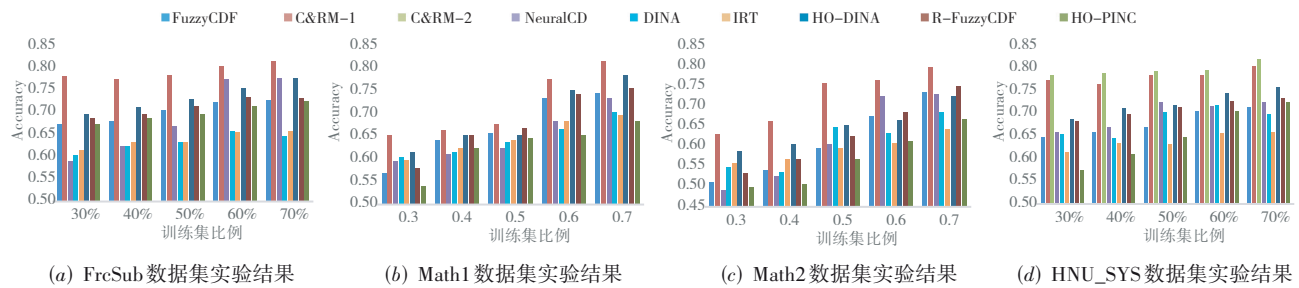 FuzzyCDF C&RM-1 C&RM-2 NeuralCD DINA IRT HO-DINA R-FuzzyCDF HO-PINC
Accuracy
0.85
0.80
0.75
0.70
0.65
0.60
0.55
0.50
30% 40% 50% 60% 70%
训练集比例
(a) FrcSub数据集实验结果
Accuracy
0.85
0.80
0.75
0.70
0.65
0.60
0.55
0.50
0.3 0.4 0.5 0.6 0.7
训练集比例
(b) Math1数据集实验结果
Accuracy
0.85
0.80
0.75
0.70
0.65
0.60
0.55
0.50
0.45
0.3 0.4 0.5 0.6 0.7
训练集比例
(c) Math2数据集实验结果
Accuracy
0.85
0.80
0.75
0.70
0.65
0.60
0.55
0.50
30% 40% 50% 60% 70%
训练集比例
(d) HNU_SYS数据集实验结果